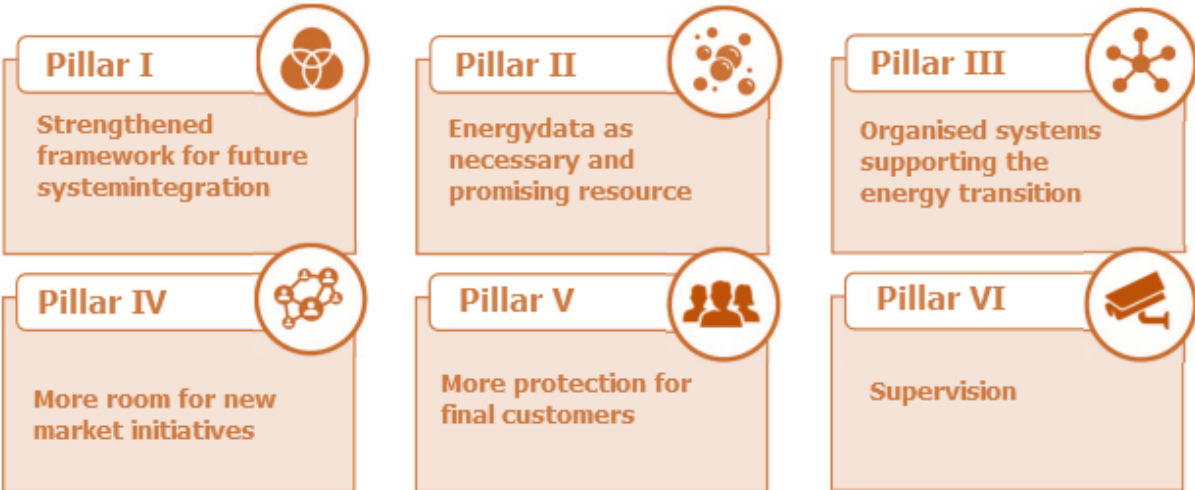 Pillar I
Strengthened
framework for future
systemintegration
Pillar II
Energydata as
necessary and
promising resource
Pillar III
Organised systems
supporting the
energy transition
Pillar IV
More room for new
market initiatives
Pillar V
More protection for
final customers
Pillar VI
Supervision